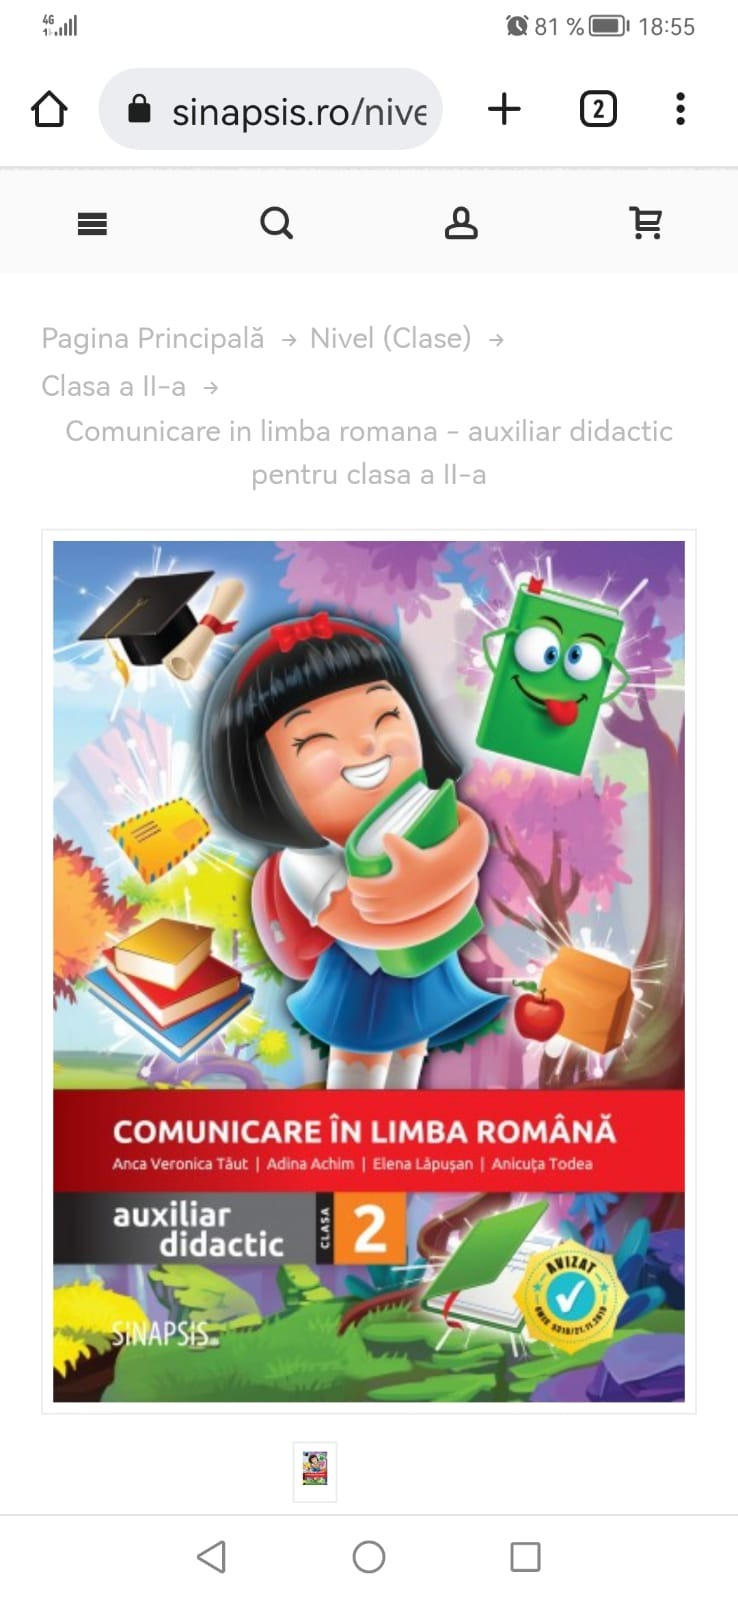 4G
81 %
18:55
sinapsis.ro/nive
2
Pagina Principală → Nivel (Clase) →
Clasa a II-a →
Comunicare in limba romana - auxiliar didactic
pentru clasa a II-a
COMUNICARE ÎN LIMBA ROMÂNĂ
Anca Veronica Tăut | Adina Achim | Elena Lăpușan | Anicuța Todea
auxiliar
didactic
CLASA
2
AVIZAT
SINAPSIS